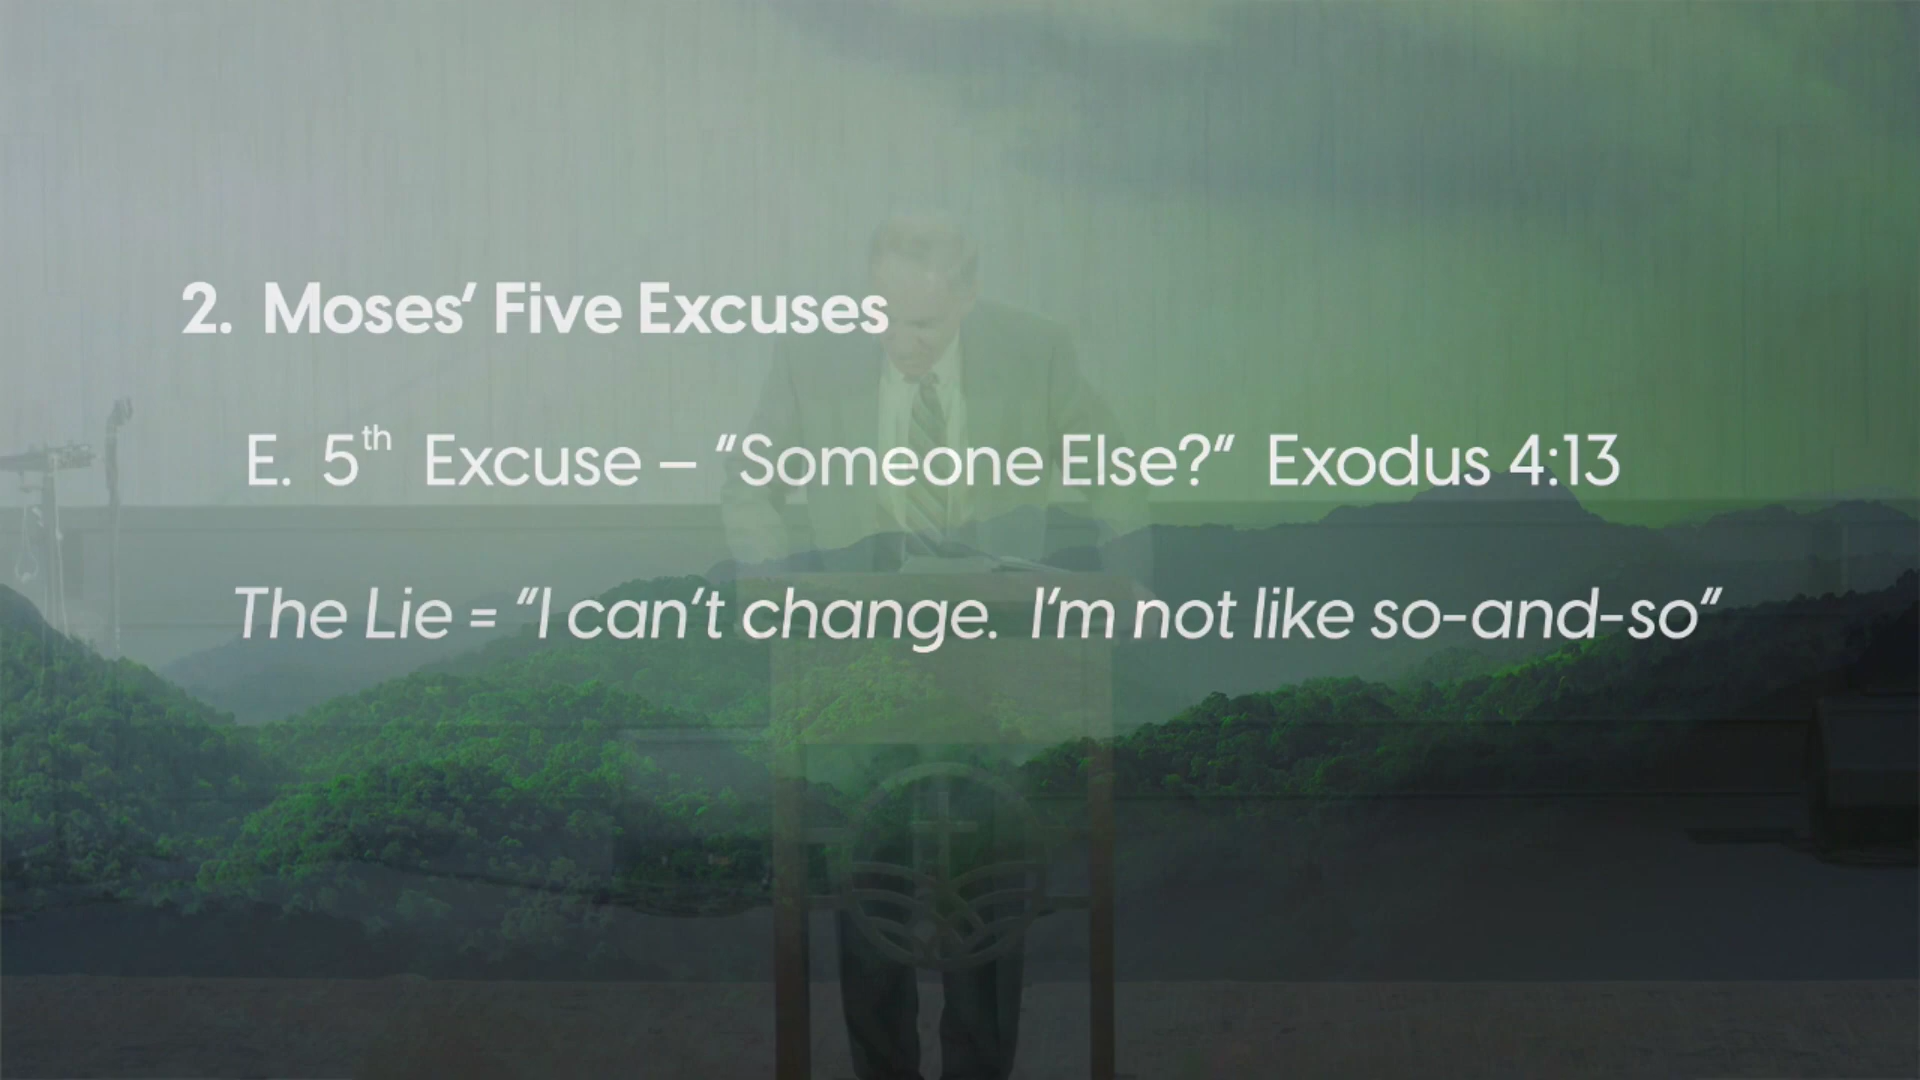 2. Moses’ Five Excuses
E. 5th Excuse – “Someone Else?” Exodus 4:13
The Lie = “I can’t change. I’m not like so-and-so”